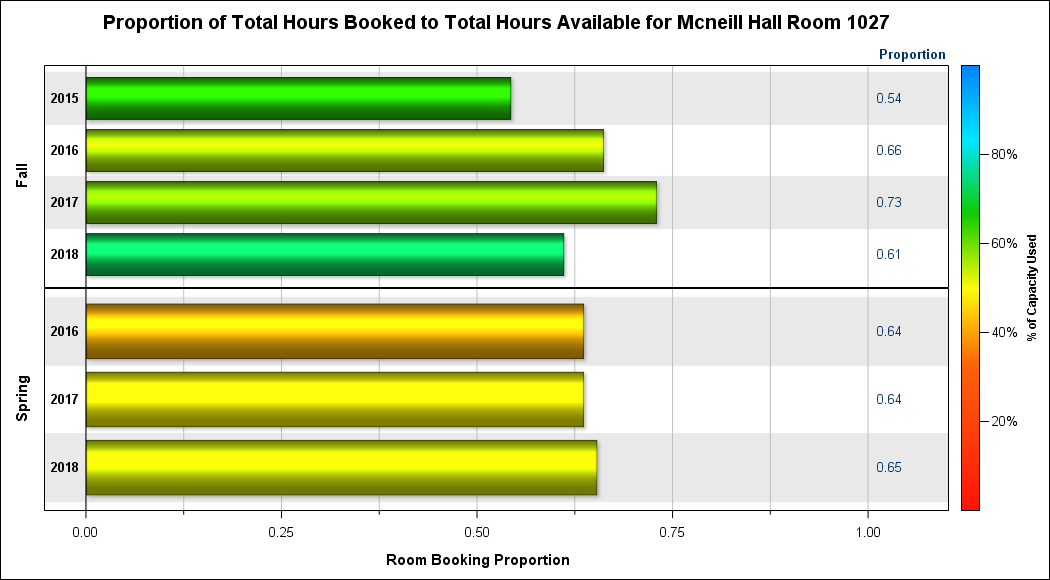 Proportion of Total Hours Booked to Total Hours Available for Mcneill Hall Room 1027
Proportion
Fall
2015 0.54
2016 0.66
2017 0.73
2018 0.61
Spring
2016 0.64
2017 0.64
2018 0.65
0.00 0.25 0.50 0.75 1.00
Room Booking Proportion
80%
60%
40%
20%
% of Capacity Used